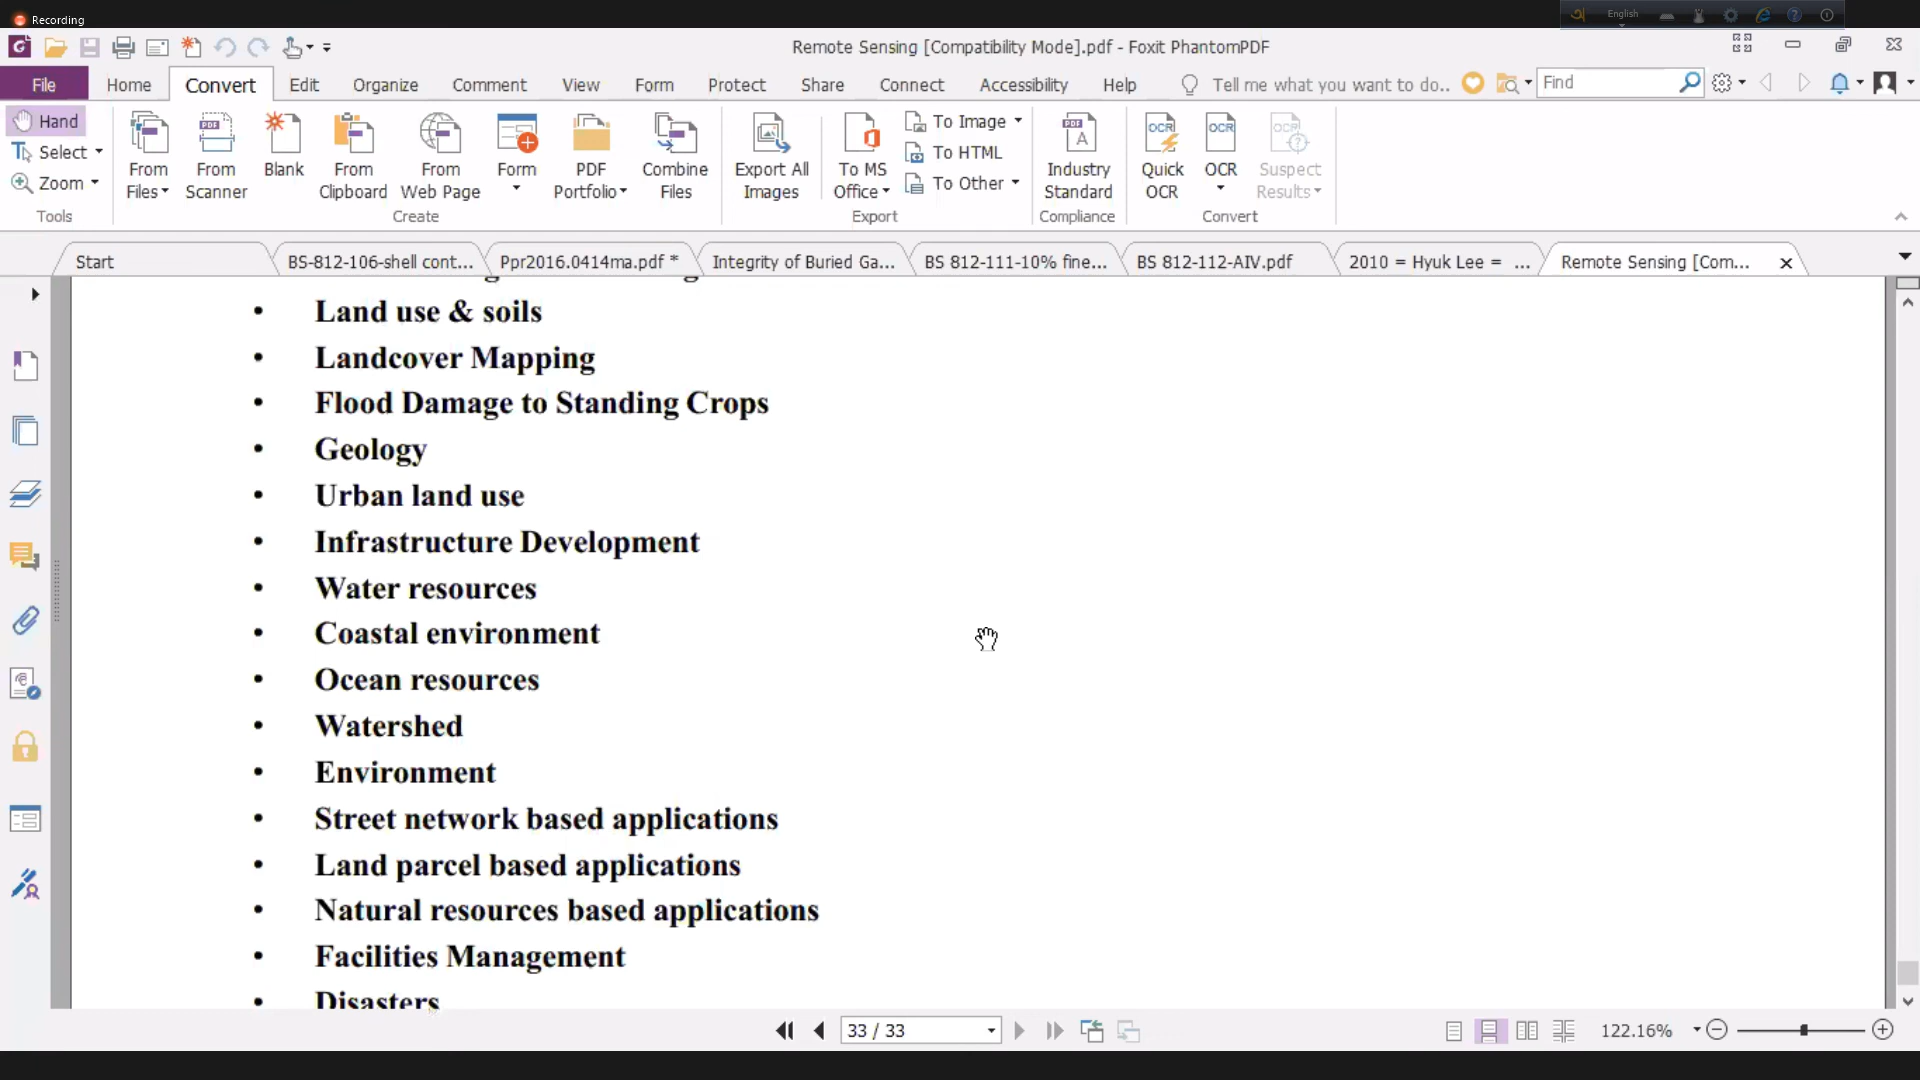 Recording
English
Remote Sensing [Compatibility Mode].pdf - Foxit PhantomPDF
File Home Convert Edit Organize Comment View Form Protect Share Connect Accessibility Help Tell me what you want to do.. Find
Hand
Select
Zoom
Tools
From Files
From Scanner
Blank
From Clipboard
From Web Page
Form
PDF Portfolio
Combine Files
Create
Export All Images
To MS Office
To Image
To HTML
To Other
Export
Industry Standard
Compliance
Quick OCR
OCR
Suspect Results
Convert
Start BS-812-106-shell cont... Ppr2016.0414ma.pdf * Integrity of Buried Ga... BS 812-111-10% fine... BS 812-112-AIV.pdf 2010 = Hyuk Lee = ... Remote Sensing [Com...
• Land use & soils
• Landcover Mapping
• Flood Damage to Standing Crops
• Geology
• Urban land use
• Infrastructure Development
• Water resources
• Coastal environment
• Ocean resources
• Watershed
• Environment
• Street network based applications
• Land parcel based applications
• Natural resources based applications
• Facilities Management
• Disasters
33 / 33 122.16%